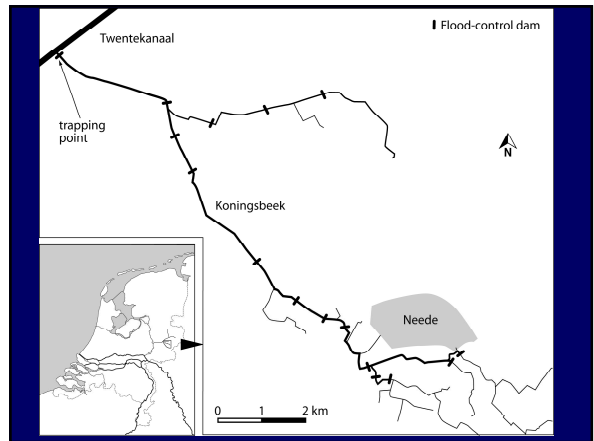 Twentekanaal
Flood-control dam
trapping
point
N
Koningsbeek
Neede
0 1 2 km